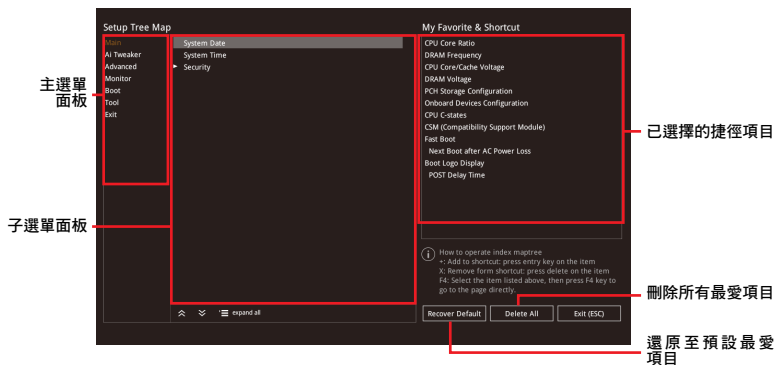 Setup Tree Map
Main
Ai Tweaker
Advanced
Monitor
Boot
Tool
Exit
System Date
System Time
Security
expand all
My Favorite & Shortcut
CPU Core Ratio
DRAM Frequency
CPU Core/Cache Voltage
DRAM Voltage
PCH Storage Configuration
Onboard Devices Configuration
CPU C-states
CSM (Compatibility Support Module)
Fast Boot
Next Boot after AC Power Loss
Boot Logo Display
POST Delay Time
How to operate index maptree
+: Add to shortcut: press entry key on the item
X: Remove form shortcut: press delete on the item
F4: Select the item listed above, then press F4 key to
go to the page directly.
Recover Default
Delete All
Exit (ESC)
主選單
面板
子選單面板
已選擇的捷徑項目
刪除所有最愛項目
還原至預設最愛
項目